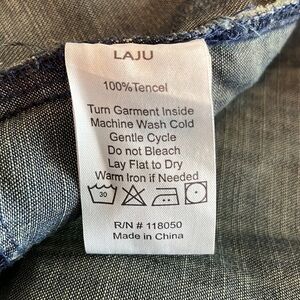 LAJU
100%Tencel
Turn Garment Inside
Machine Wash Cold
Gentle Cycle
Do not Bleach
Lay Flat to Dry
Warm Iron if Needed
30
R/N # 118050
Made in China